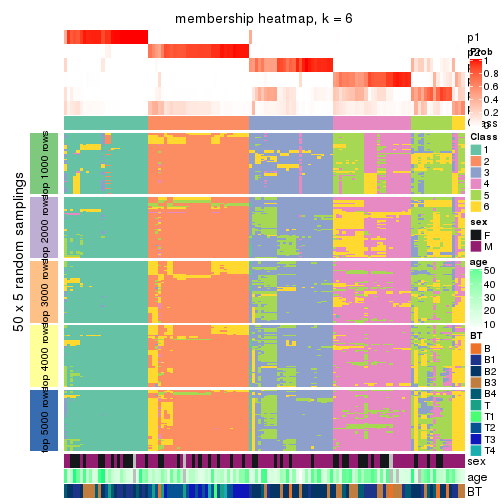 membership heatmap, k = 6
p1
p2
Prob
1
0.8
0.6
0.4
0.2
0
Class
1
2
3
4
5
6
sex
F
M
age
50
40
30
20
10
BT
B
B1
B2
B3
B4
T
T1
T2
T3
T4
50 x 5 random samplings
top 1000 rows
top 2000 rows
top 3000 rows
top 4000 rows
top 5000 rows
sex
age
BT